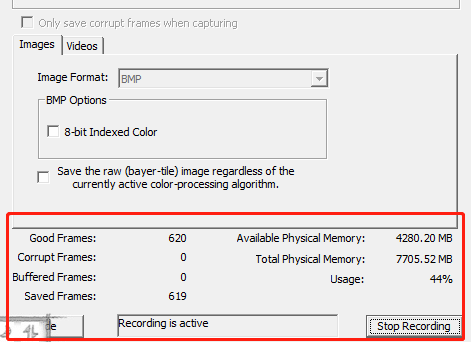 Only save corrupt frames when capturing
Images Videos
Image Format: BMP
BMP Options
8-bit Indexed Color
Save the raw (bayer-tile) image regardless of the
currently active color-processing algorithm.
Good Frames: 620 Available Physical Memory: 4280.20 MB
Corrupt Frames: 0 Total Physical Memory: 7705.52 MB
Buffered Frames: 0 Usage: 44%
Saved Frames: 619
Recording is active Stop Recording